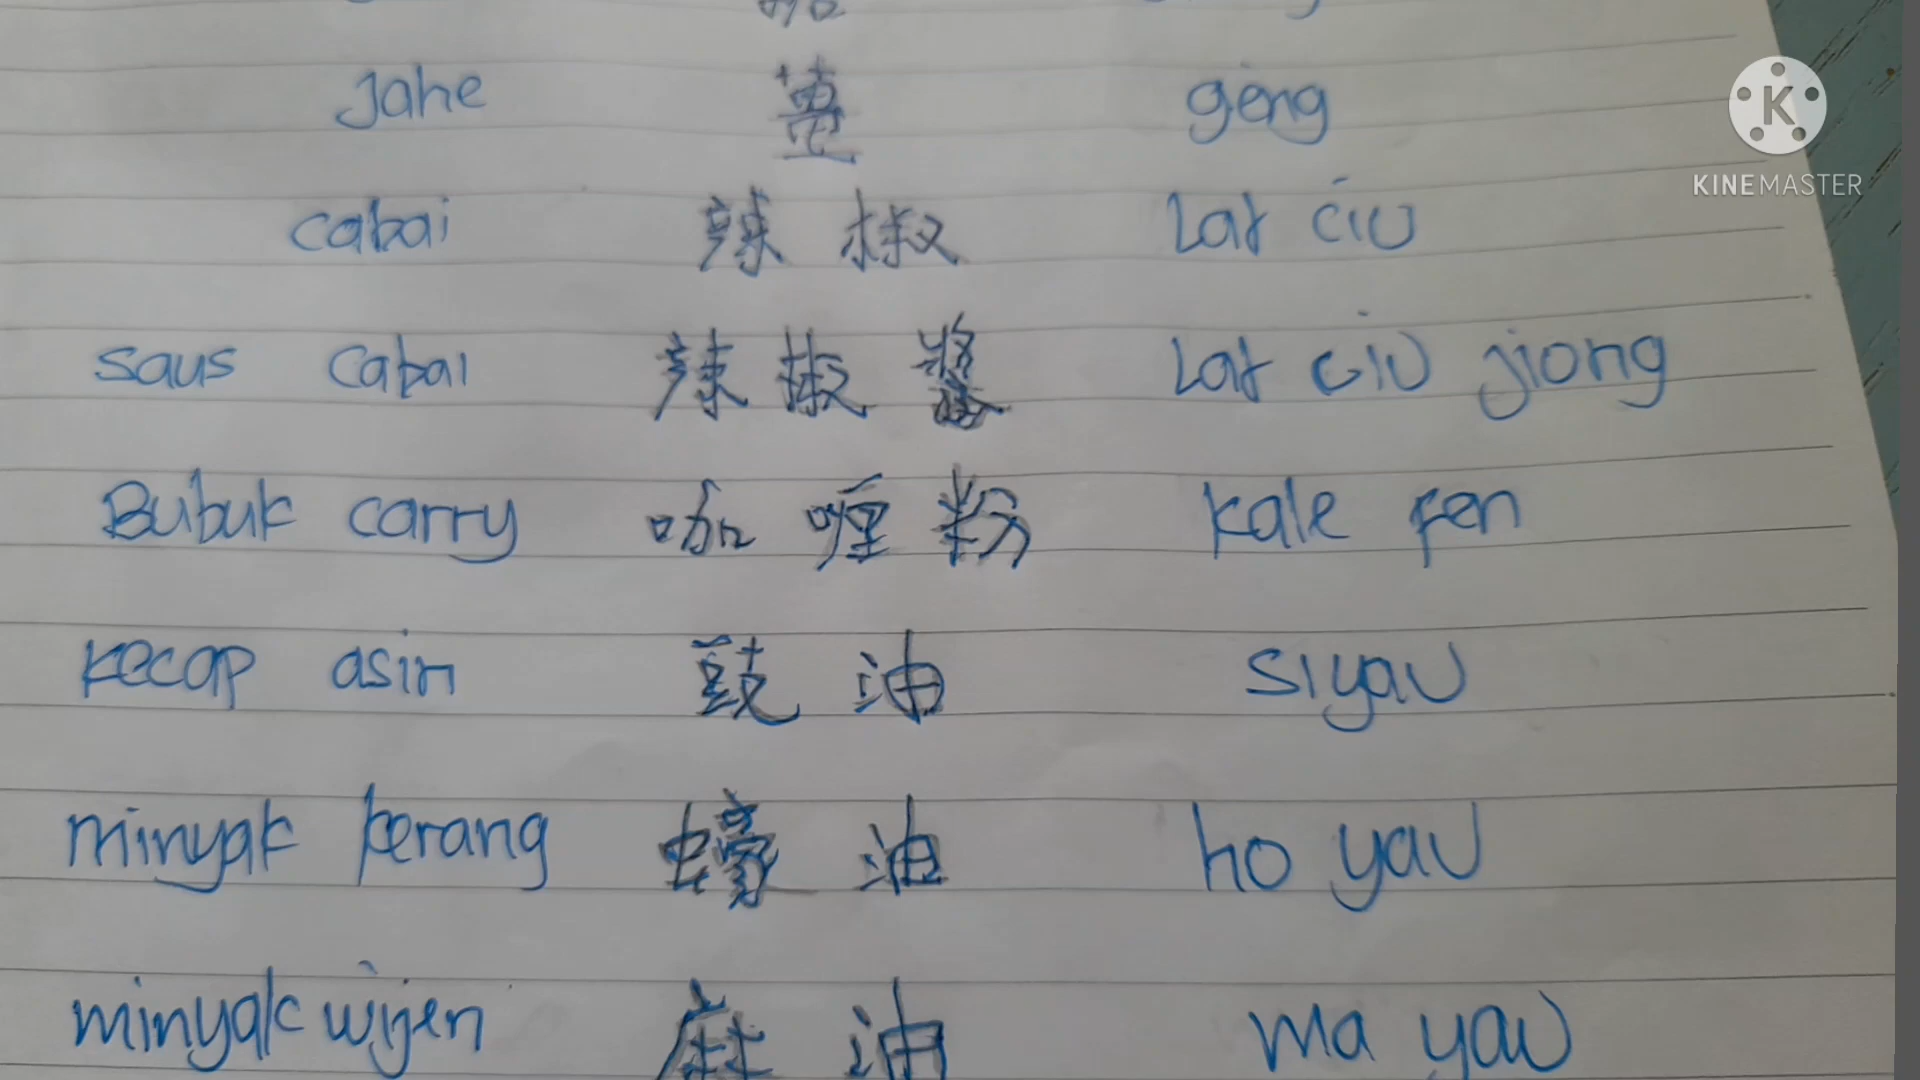 Jahe 薑 geng
cabai 辣椒 Lat ciu
saus cabai 辣椒醬 Lat ciu jiong
Bubuk carry 咖喱粉 kale fen
kecap asin 豉油 siyau
minyak kerang 蠔油 ho yau
minyak wijen 麻油 ma yau
K
KINEMASTER